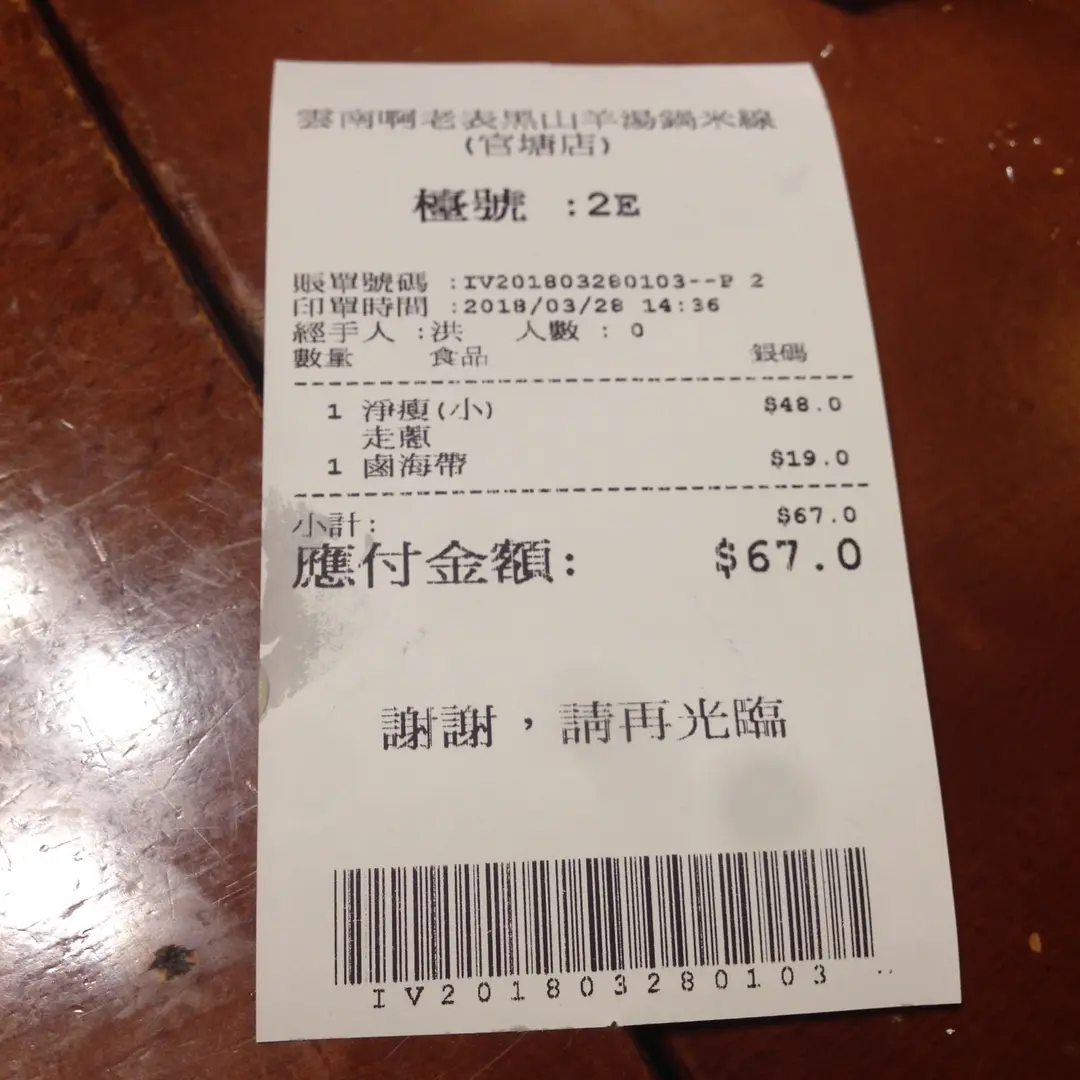 雲南啊老表黑山羊湯鍋米線
(官塘店)
檯號 :2E
賬單號碼 :IV201803280103--P 2
印單時間 :2018/03/28 14:36
經手人 :洪 人數 : 0
數量 食品 銀碼
1 淨瘦(小) $48.0
走蔥
1 鹵海帶 $19.0
小計: $67.0
應付金額: $67.0
謝謝，請再光臨
IV201803280103